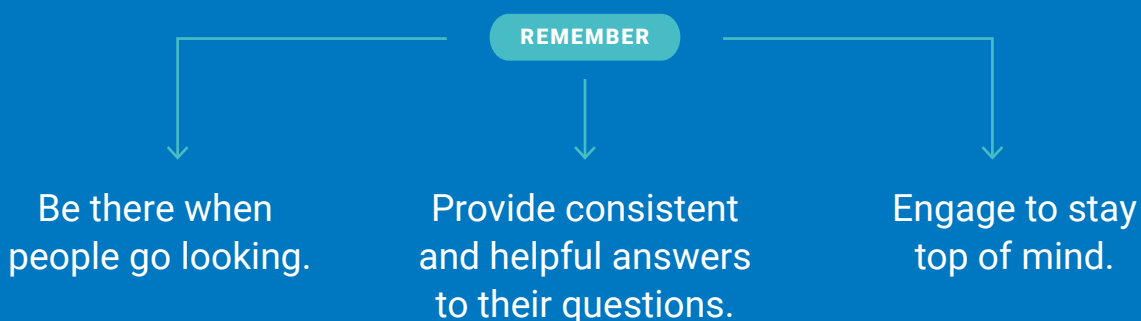 REMEMBER
Be there when
people go looking.
Provide consistent
and helpful answers
to their questions.
Engage to stay
top of mind.